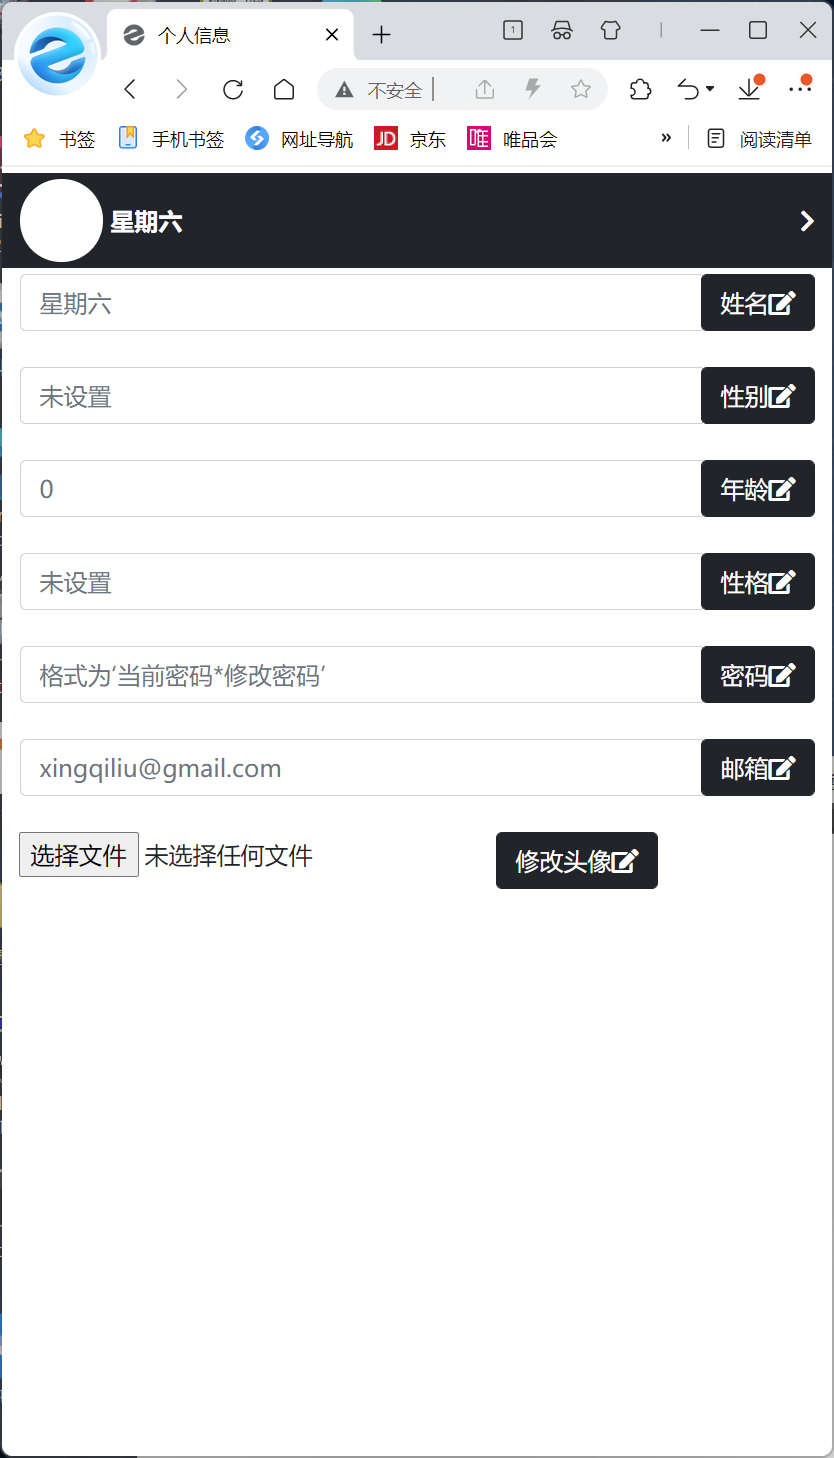 个人信息
1
不安全
书签 手机书签 网址导航 JD 京东 唯 唯品会 » 阅读清单
星期六
星期六 姓名
未设置 性别
0 年龄
未设置 性格
格式为‘当前密码*修改密码’ 密码
xingqiliu@gmail.com 邮箱
选择文件 未选择任何文件 修改头像